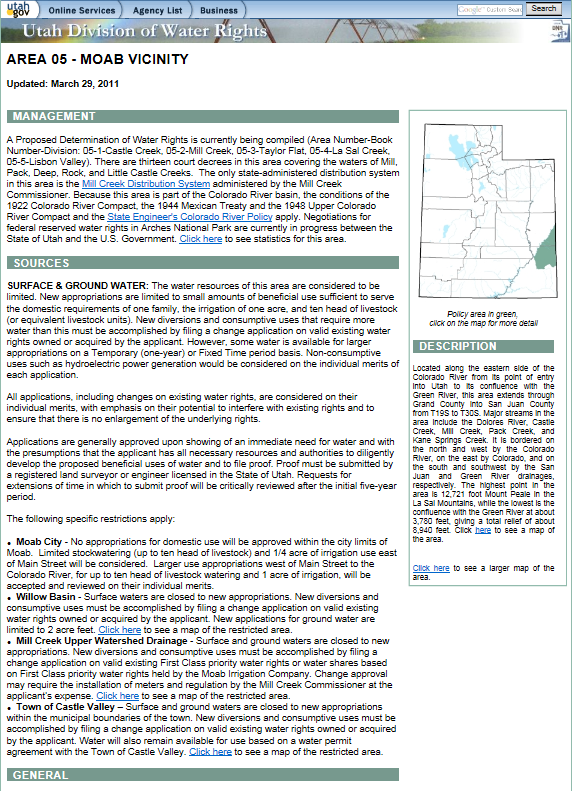 utah
gov
Online Services
Agency List
Business
Google™ Custom Sear
Search
Utah Division of Water Rights
AREA 05 - MOAB VICINITY
Updated: March 29, 2011
MANAGEMENT
A Proposed Determination of Water Rights is currently being compiled (Area Number-Book
Number-Division: 05-1-Castle Creek, 05-2-Mill Creek, 05-3-Taylor Flat, 05-4-La Sal Creek,
05-5-Lisbon Valley). There are thirteen court decrees in this area covering the waters of Mill,
Pack, Deep, Rock, and Little Castle Creeks. The only state-administered distribution system
in this area is the Mill Creek Distribution System administered by the Mill Creek
Commissioner. Because this area is part of the Colorado River basin, the conditions of the
1922 Colorado River Compact, the 1944 Mexican Treaty and the 1948 Upper Colorado
River Compact and the State Engineer's Colorado River Policy apply. Negotiations for
federal reserved water rights in Arches National Park are currently in progress between the
State of Utah and the U.S. Government. Click here to see statistics for this area.
SOURCES
SURFACE & GROUND WATER: The water resources of this area are considered to be
limited. New appropriations are limited to small amounts of beneficial use sufficient to serve
the domestic requirements of one family, the irrigation of one acre, and ten head of livestock
(or equivalent livestock units). New diversions and consumptive uses that require more
water than this must be accomplished by filing a change application on valid existing water
rights owned or acquired by the applicant. However, some water is available for larger
appropriations on a Temporary (one-year) or Fixed Time period basis. Non-consumptive
uses such as hydroelectric power generation would be considered on the individual merits of
each application.
All applications, including changes on existing water rights, are considered on their
individual merits, with emphasis on their potential to interfere with existing rights and to
ensure that there is no enlargement of the underlying rights.
Applications are generally approved upon showing of an immediate need for water and with
the presumptions that the applicant has all necessary resources and authorities to diligently
develop the proposed beneficial uses of water and to file proof. Proof must be submitted by
a registered land surveyor or engineer licensed in the State of Utah. Requests for
extensions of time in which to submit proof will be critically reviewed after the initial five-year
period.
The following specific restrictions apply:
• Moab City - No appropriations for domestic use will be approved within the city limits of
Moab. Limited stockwatering (up to ten head of livestock) and 1/4 acre of irrigation use east
of Main Street will be considered. Larger use appropriations west of Main Street to the
Colorado River, for up to ten head of livestock watering and 1 acre of irrigation, will be
accepted and reviewed on their individual merits.
• Willow Basin - Surface waters are closed to new appropriations. New diversions and
consumptive uses must be accomplished by filing a change application on valid existing
water rights owned or acquired by the applicant. New applications for ground water are
limited to 2 acre feet. Click here to see a map of the restricted area.
• Mill Creek Upper Watershed Drainage - Surface and ground waters are closed to new
appropriations. New diversions and consumptive uses must be accomplished by filing a
change application on valid existing First Class priority water rights or water shares based
on First Class priority water rights held by the Moab Irrigation Company. Change approval
may require the installation of meters and regulation by the Mill Creek Commissioner at the
applicant's expense. Click here to see a map of the restricted area.
• Town of Castle Valley – Surface and ground waters are closed to new appropriations
within the municipal boundaries of the town. New diversions and consumptive uses must be
accomplished by filing a change application on valid existing water rights owned or acquired
by the applicant. Water will also remain available for use based on a water permit
agreement with the Town of Castle Valley. Click here to see a map of the restricted area.
GENERAL
Policy area in green,
click on the map for more detail
DESCRIPTION
Located along the eastern side of the
Colorado River from its point of entry
into Utah to its confluence with the
Green River, this area extends through
Grand County into San Juan County
from T19S to T30S. Major streams in the
area include the Dolores River, Castle
Creek, Mill Creek, Pack Creek, and
Kane Springs Creek. It is bordered on
the north and west by the Colorado
River, on the east by Colorado, and on
the south and southwest by the San
Juan and Green River drainages,
respectively. The highest point in the
area is 12,721 foot Mount Peale in the
La Sal Mountains, while the lowest is the
confluence with the Green River at about
3,780 feet, giving a total relief of about
8,940 feet. Click here to see a map of
the area.
Click here to see a larger map of the
area.